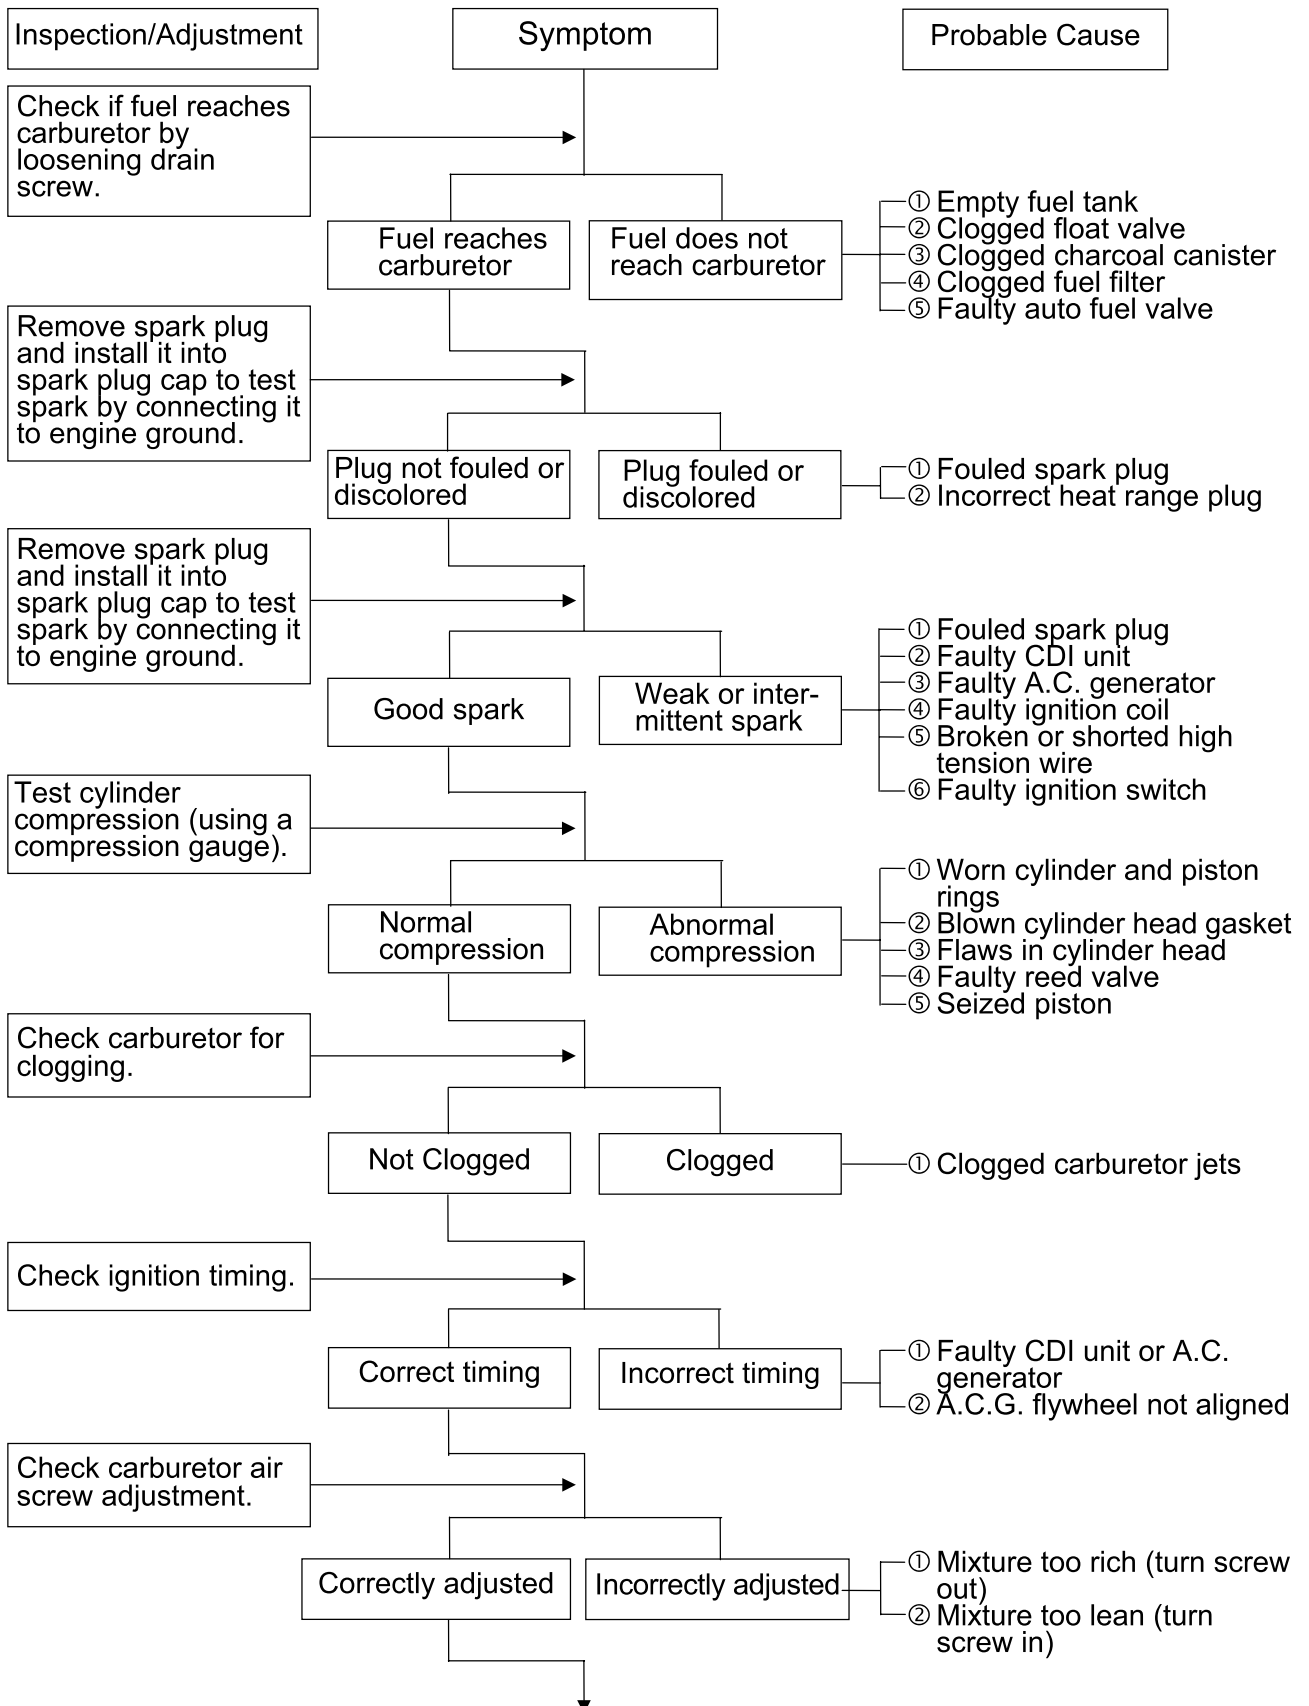 Inspection/Adjustment
Symptom
Probable Cause
Check if fuel reaches
carburetor by
loosening drain
screw.
Fuel reaches
carburetor
Fuel does not
reach carburetor
① Empty fuel tank
② Clogged float valve
③ Clogged charcoal canister
④ Clogged fuel filter
⑤ Faulty auto fuel valve
Remove spark plug
and install it into
spark plug cap to test
spark by connecting it
to engine ground.
Plug not fouled or
discolored
Plug fouled or
discolored
① Fouled spark plug
② Incorrect heat range plug
Remove spark plug
and install it into
spark plug cap to test
spark by connecting it
to engine ground.
Good spark
Weak or inter-
mittent spark
① Fouled spark plug
② Faulty CDI unit
③ Faulty A.C. generator
④ Faulty ignition coil
⑤ Broken or shorted high
tension wire
⑥ Faulty ignition switch
Test cylinder
compression (using a
compression gauge).
Normal
compression
Abnormal
compression
① Worn cylinder and piston
rings
② Blown cylinder head gasket
③ Flaws in cylinder head
④ Faulty reed valve
⑤ Seized piston
Check carburetor for
clogging.
Not Clogged
Clogged
① Clogged carburetor jets
Check ignition timing.
Correct timing
Incorrect timing
① Faulty CDI unit or A.C.
generator
② A.C.G. flywheel not aligned
Check carburetor air
screw adjustment.
Correctly adjusted
Incorrectly adjusted
① Mixture too rich (turn screw
out)
② Mixture too lean (turn
screw in)